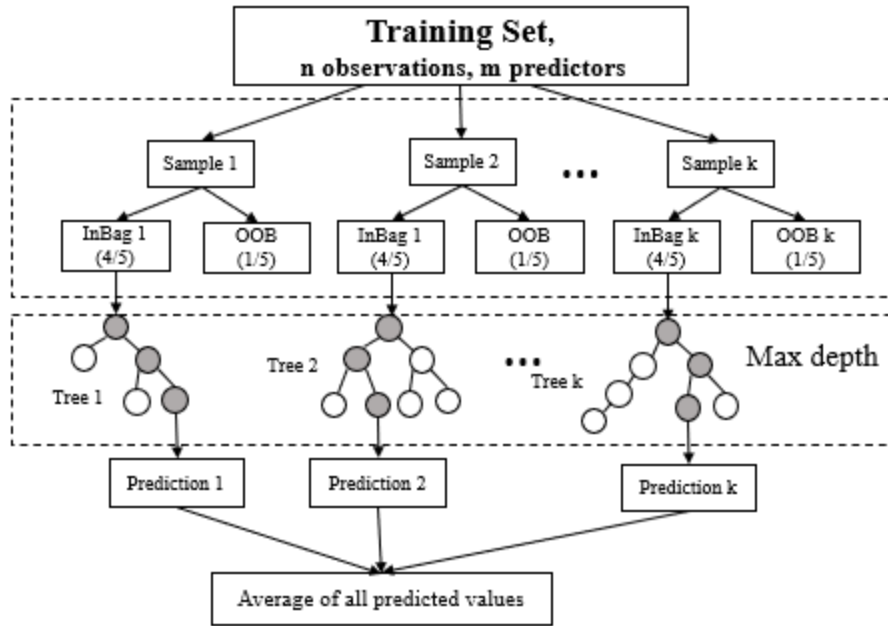 Training Set,
n observations, m predictors
Sample 1
Sample 2
...
Sample k
InBag 1
(4/5)
OOB
(1/5)
InBag 1
(4/5)
OOB
(1/5)
InBag k
(4/5)
OOB k
(1/5)
Tree 1
Tree 2
...
Tree k
Max depth
Prediction 1
Prediction 2
Prediction k
Average of all predicted values